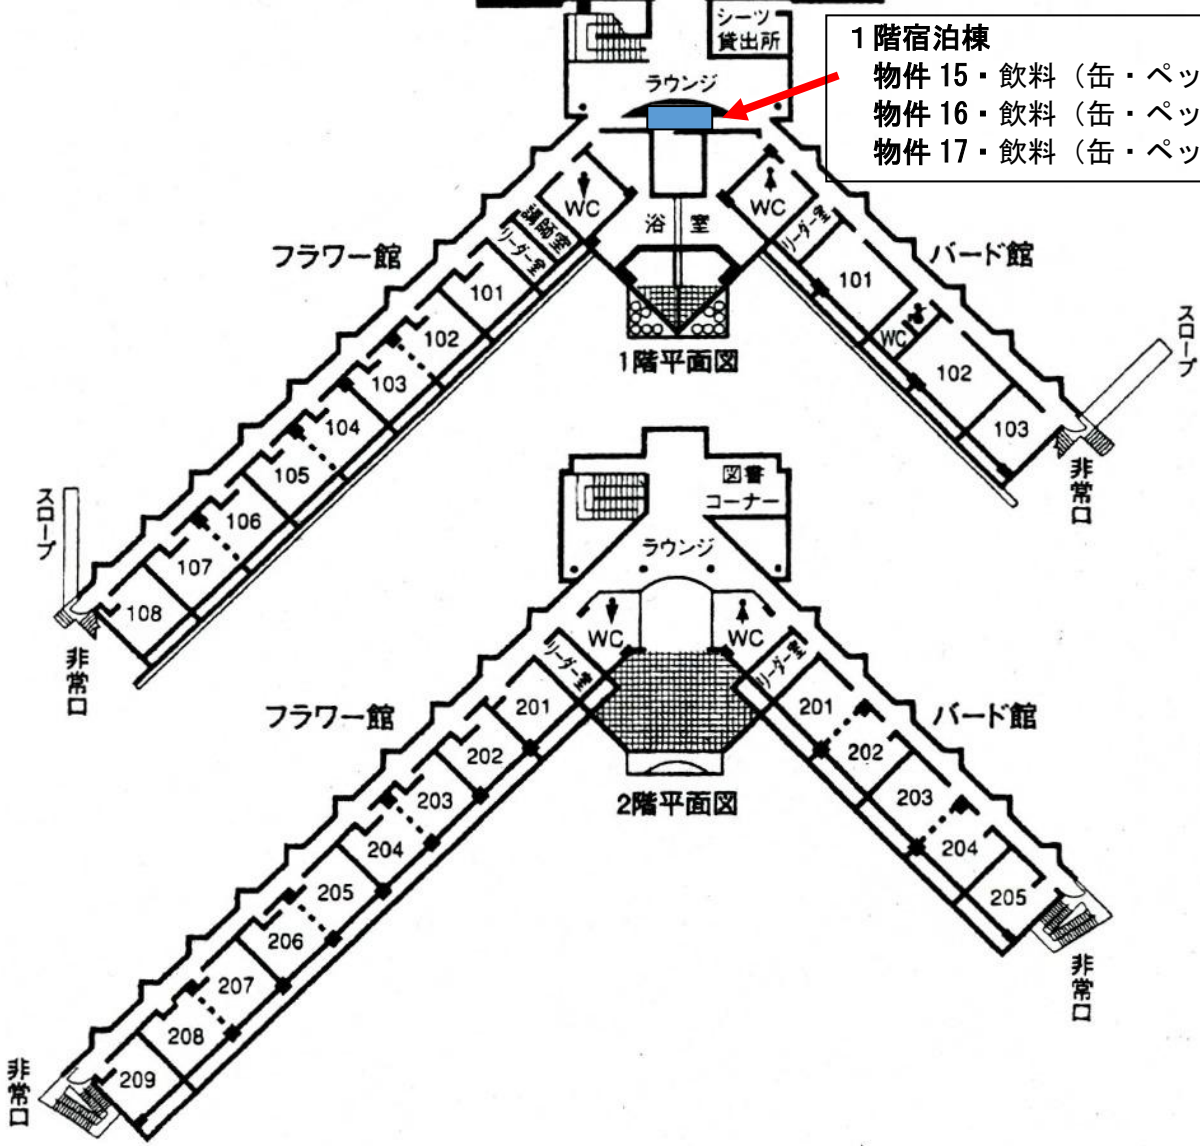 シーツ
貸出所
1階宿泊棟
物件 15・飲料（缶・ペッ
物件 16・飲料（缶・ペッ
物件 17・飲料（缶・ペッ
ラウンジ
WC
WC
講師室
リーダー室
浴室
リーダー室
フラワー館
バード館
101
102
103
104
105
106
107
108
101
WC
102
103
スロープ
非常口
スロープ
非常口
1階平面図
図書
コーナー
ラウンジ
WC
WC
リーダー室
リーダー室
フラワー館
バード館
201
202
203
204
205
206
207
208
209
201
202
203
204
205
2階平面図
非常口
非常口